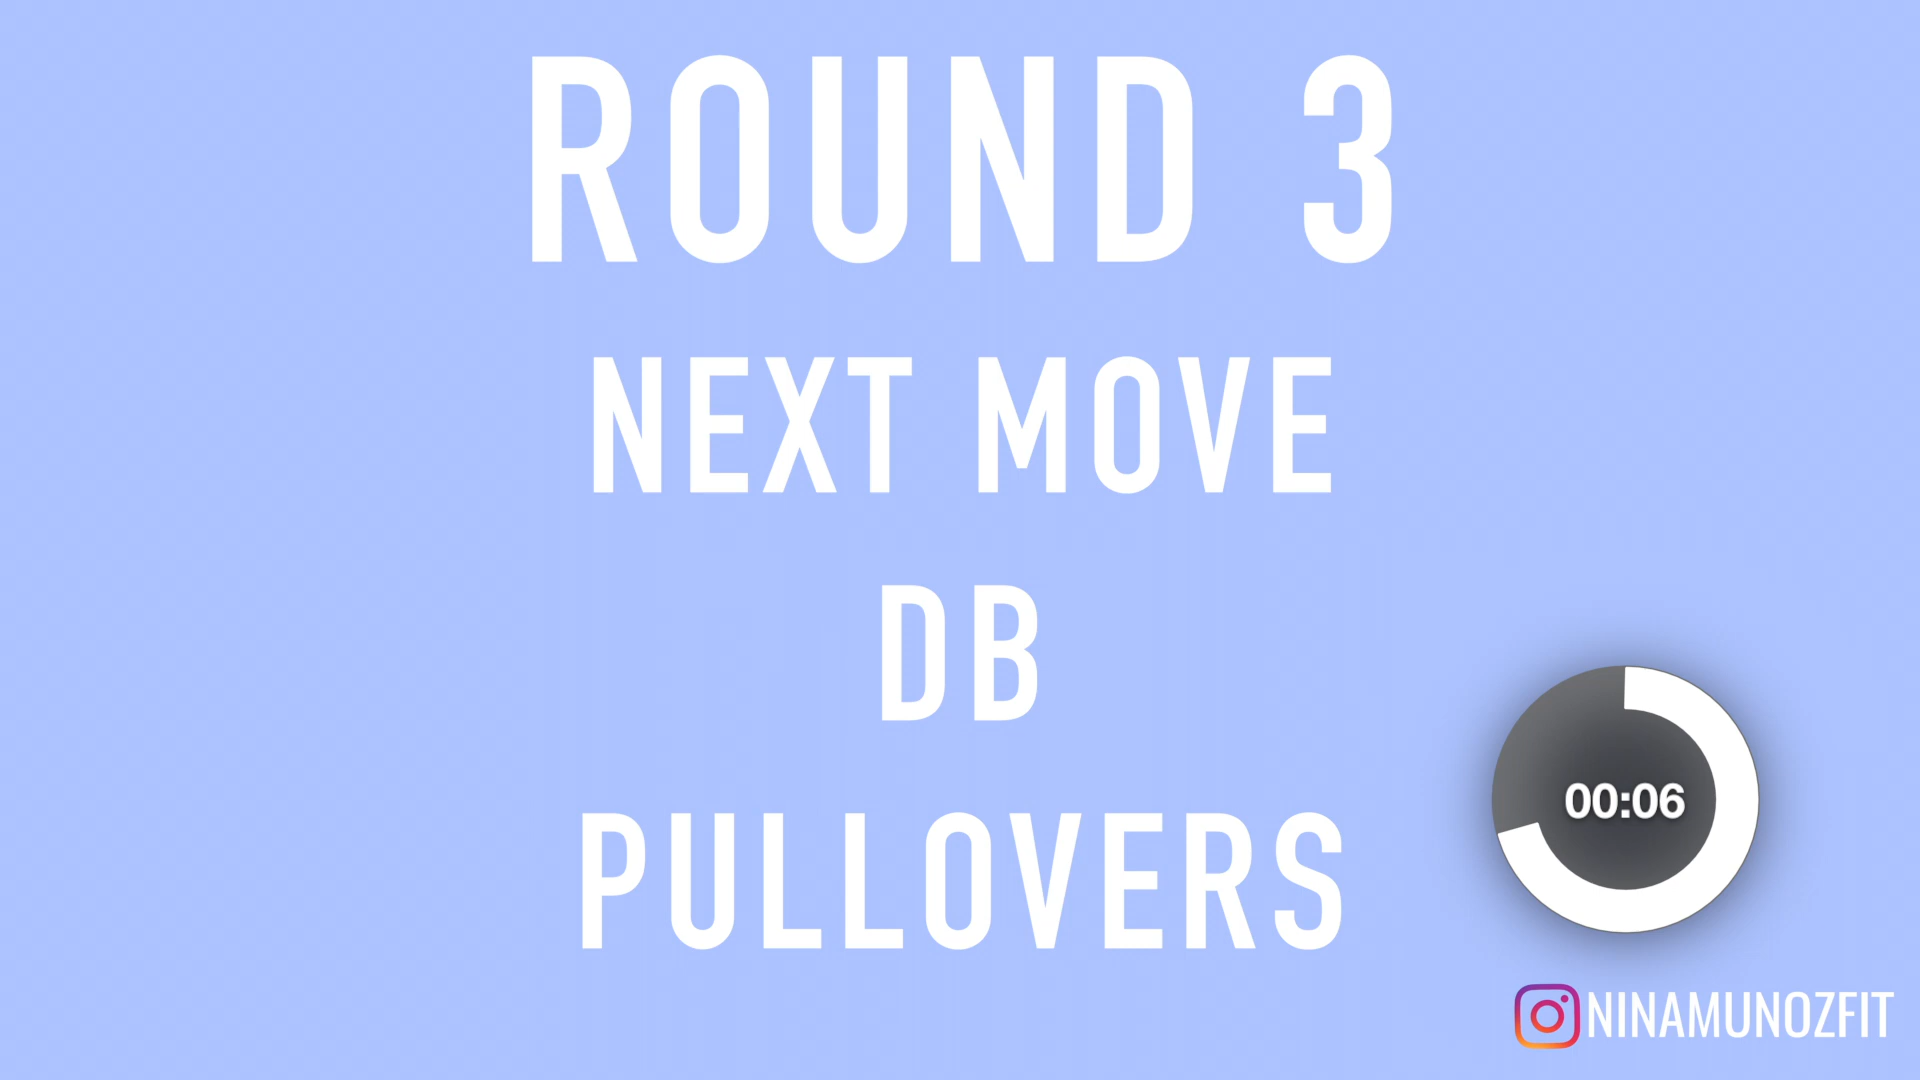 ROUND 3
NEXT MOVE
DB
PULLOVERS
00:06
NINAMUNOZFIT